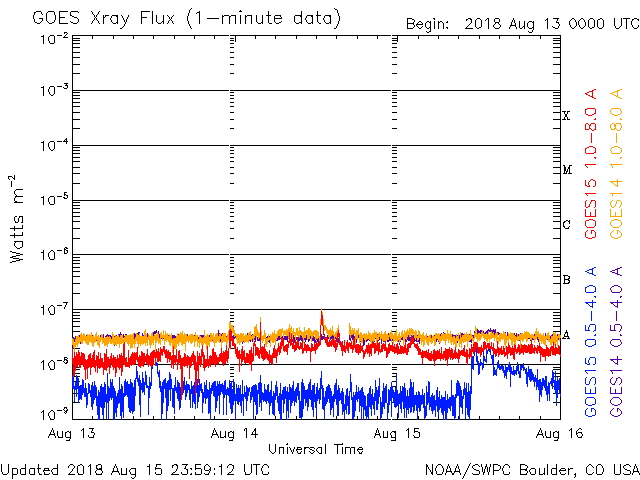 GOES Xray Flux (1-minute data)
Begin: 2018 Aug 13 0000 UTC
10⁻²
10⁻³
10⁻⁴
10⁻⁵
10⁻⁶
10⁻⁷
10⁻⁸
10⁻⁹
Watts m⁻²
X
M
C
B
A
GOES15 1.0-8.0 A
GOES14 1.0-8.0 A
GOES15 0.5-4.0 A
GOES14 0.5-4.0 A
Aug 13
Aug 14
Aug 15
Aug 16
Universal Time
Updated 2018 Aug 15 23:59:12 UTC
NOAA/SWPC Boulder, CO USA